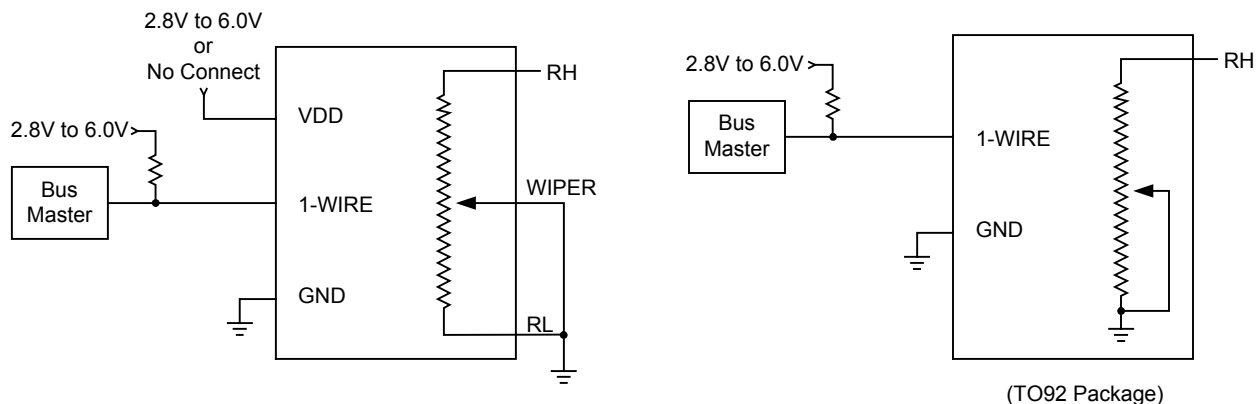 2.8V to 6.0V
or
No Connect
VDD
2.8V to 6.0V
Bus
Master
1-WIRE
GND
RH
WIPER
RL
2.8V to 6.0V
Bus
Master
1-WIRE
GND
RH
(TO92 Package)